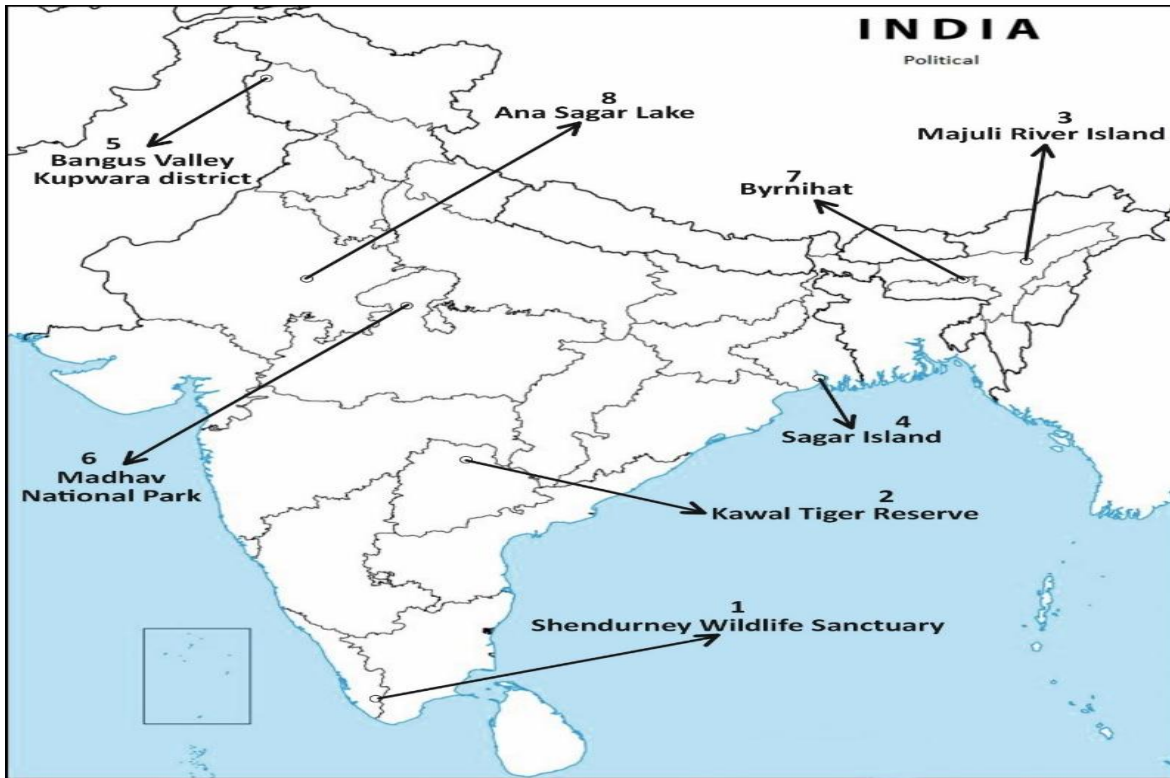 INDIA
Political
8
Ana Sagar Lake
3
Majuli River Island
5
Bangus Valley
Kupwara district
7
Byrnihat
4
Sagar Island
6
Madhav
National Park
2
Kawal Tiger Reserve
1
Shendurney Wildlife Sanctuary